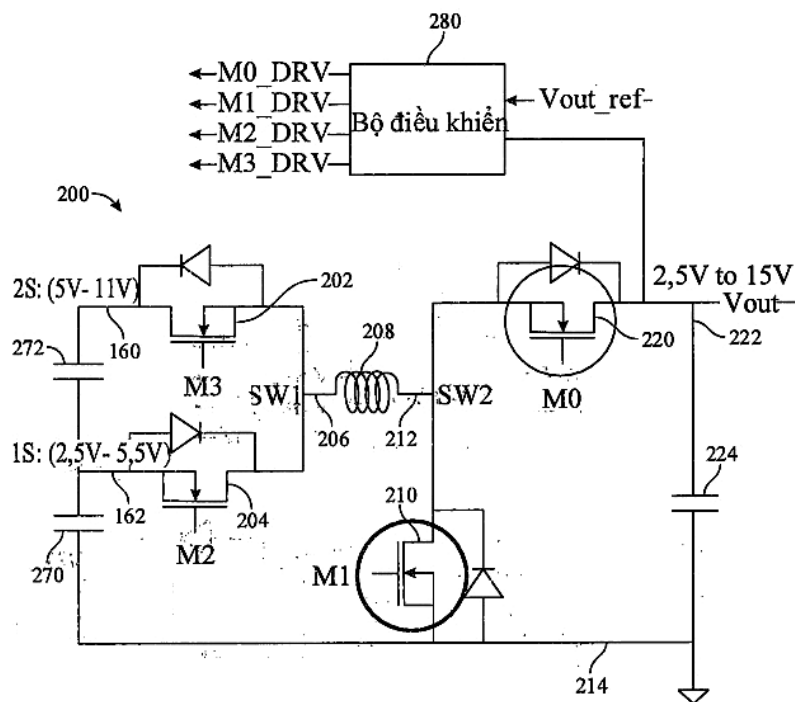 280
M0_DRV
M1_DRV
M2_DRV
M3_DRV
Bộ điều khiển
Vout_ref
200
2S: (5V- 11V)
202
2,5V to 15V
Vout
272
160
M3
208
220
222
M0
SW1
SW2
206
212
1S: (2,5V- 5,5V)
162
204
210
224
270
M2
M1
214